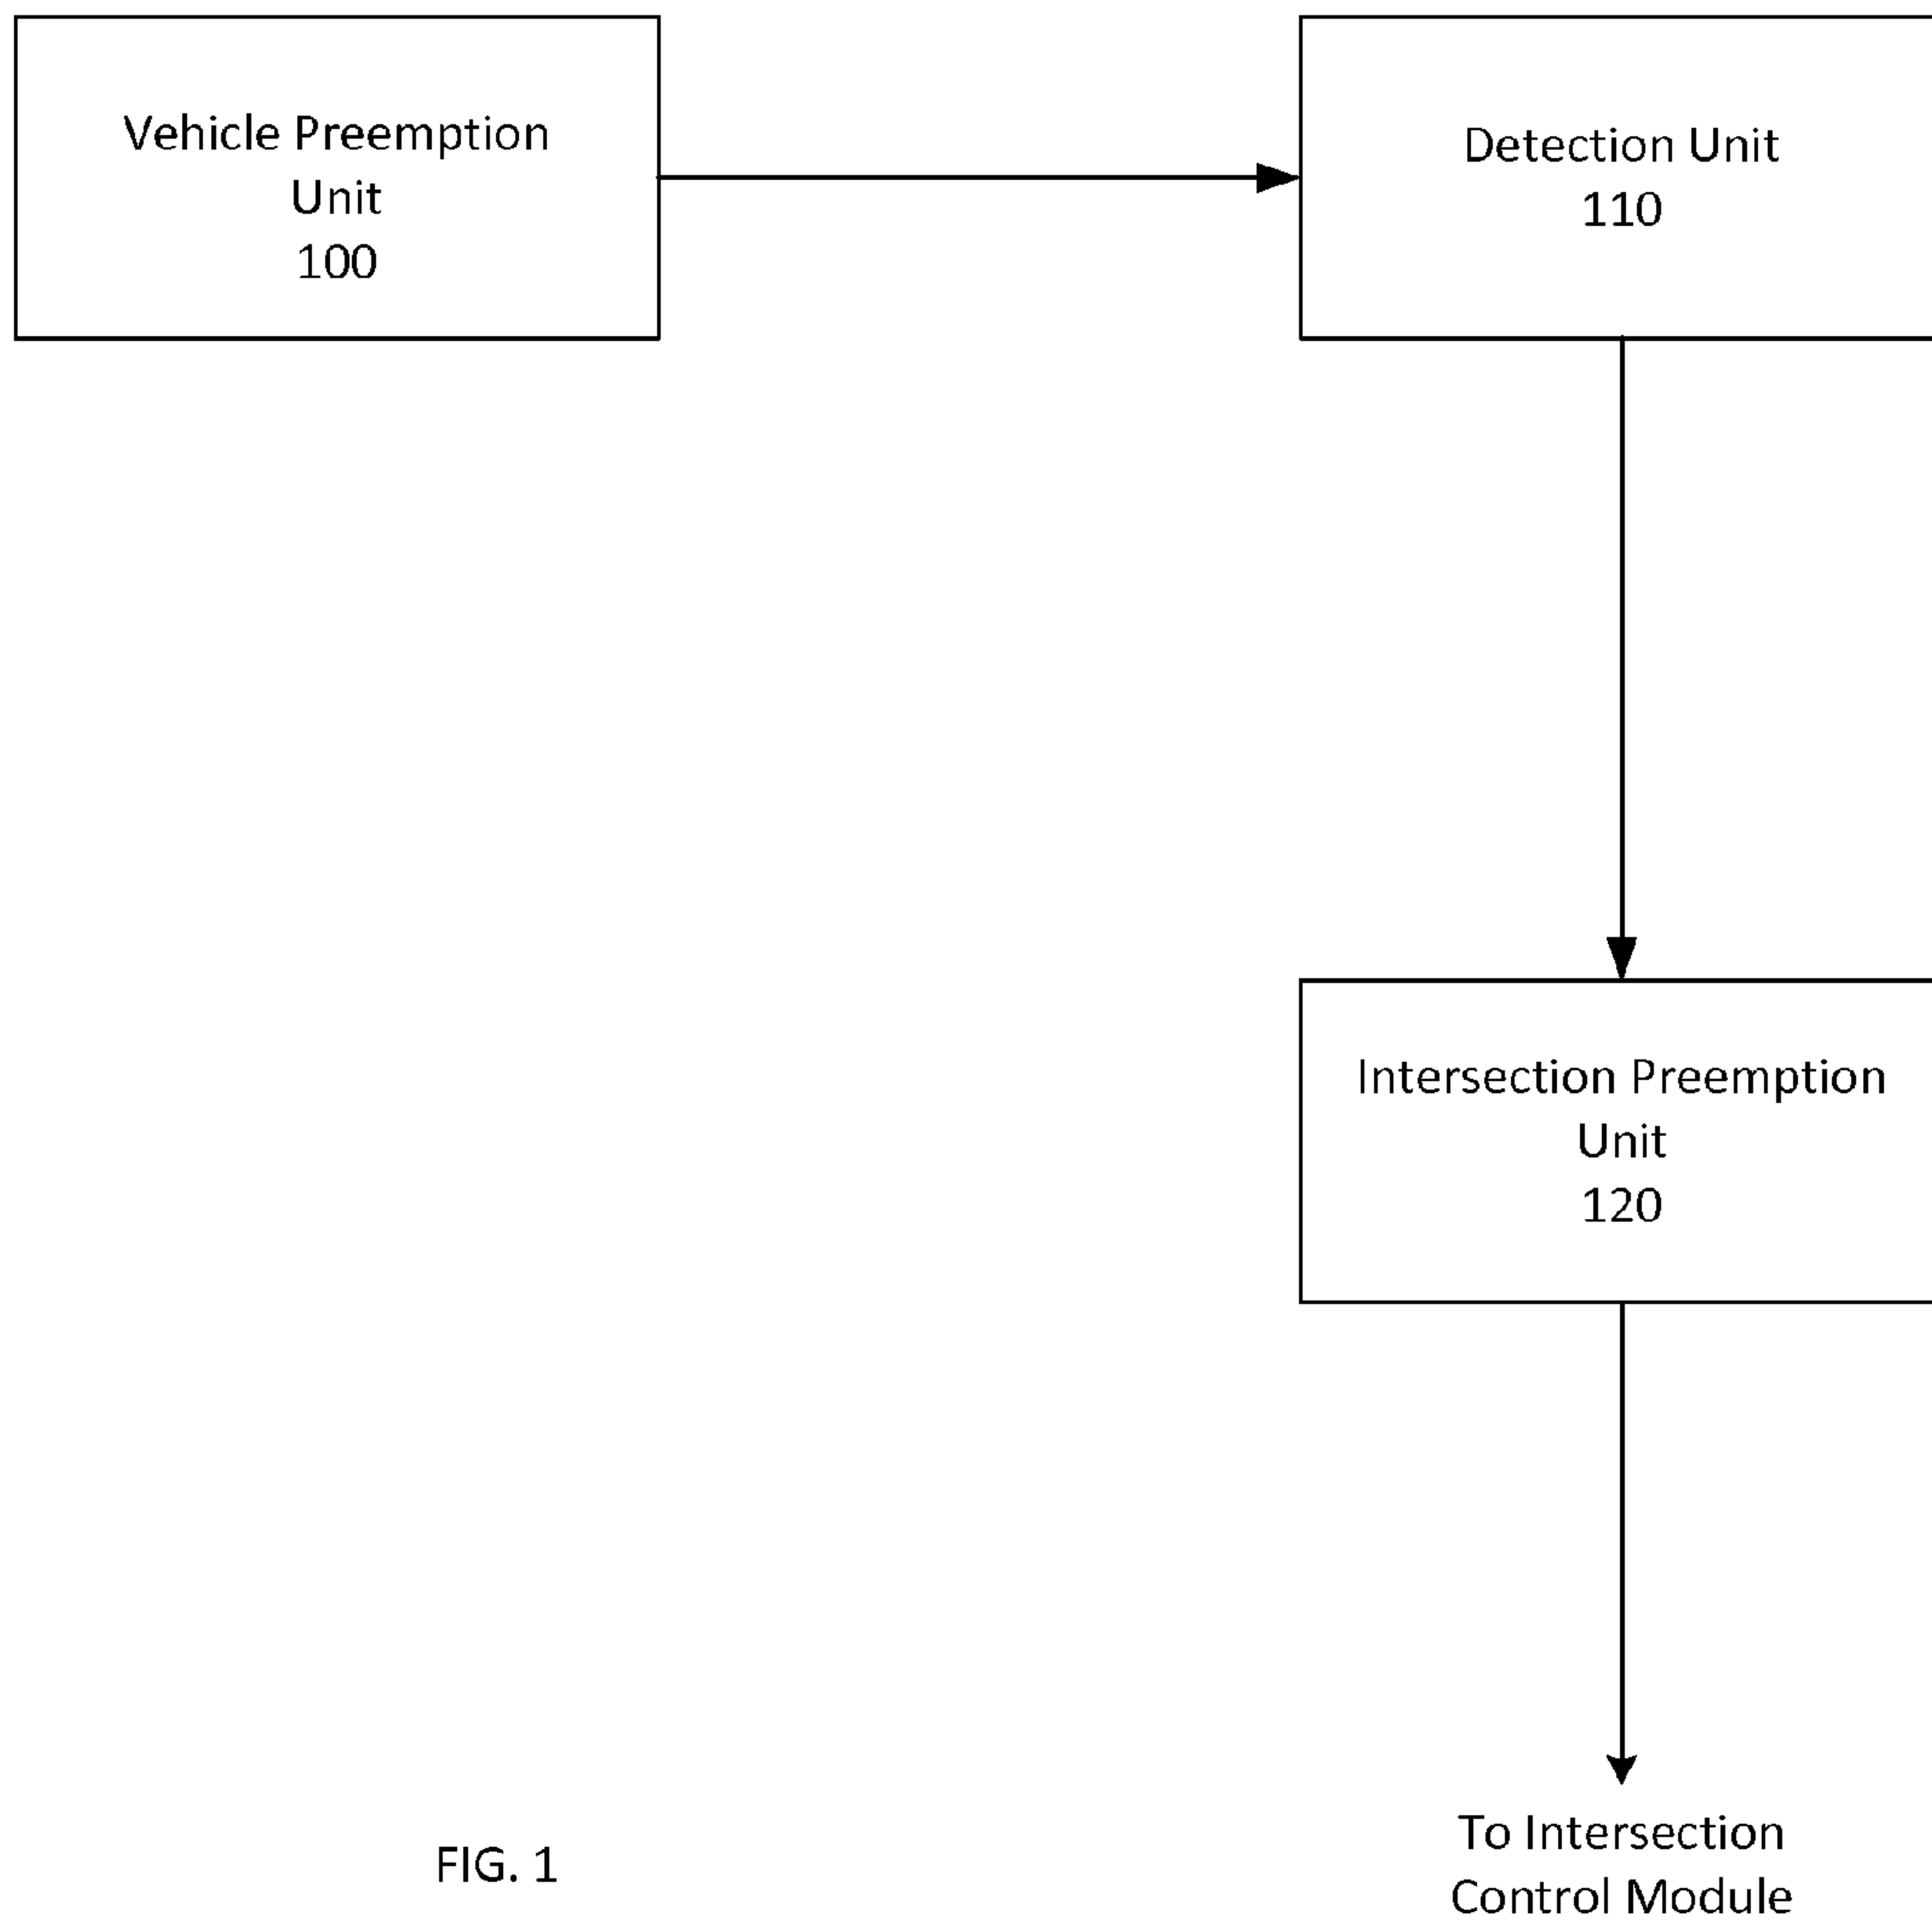 Vehicle Preemption
Unit
100
Detection Unit
110
Intersection Preemption
Unit
120
To Intersection
Control Module
FIG. 1